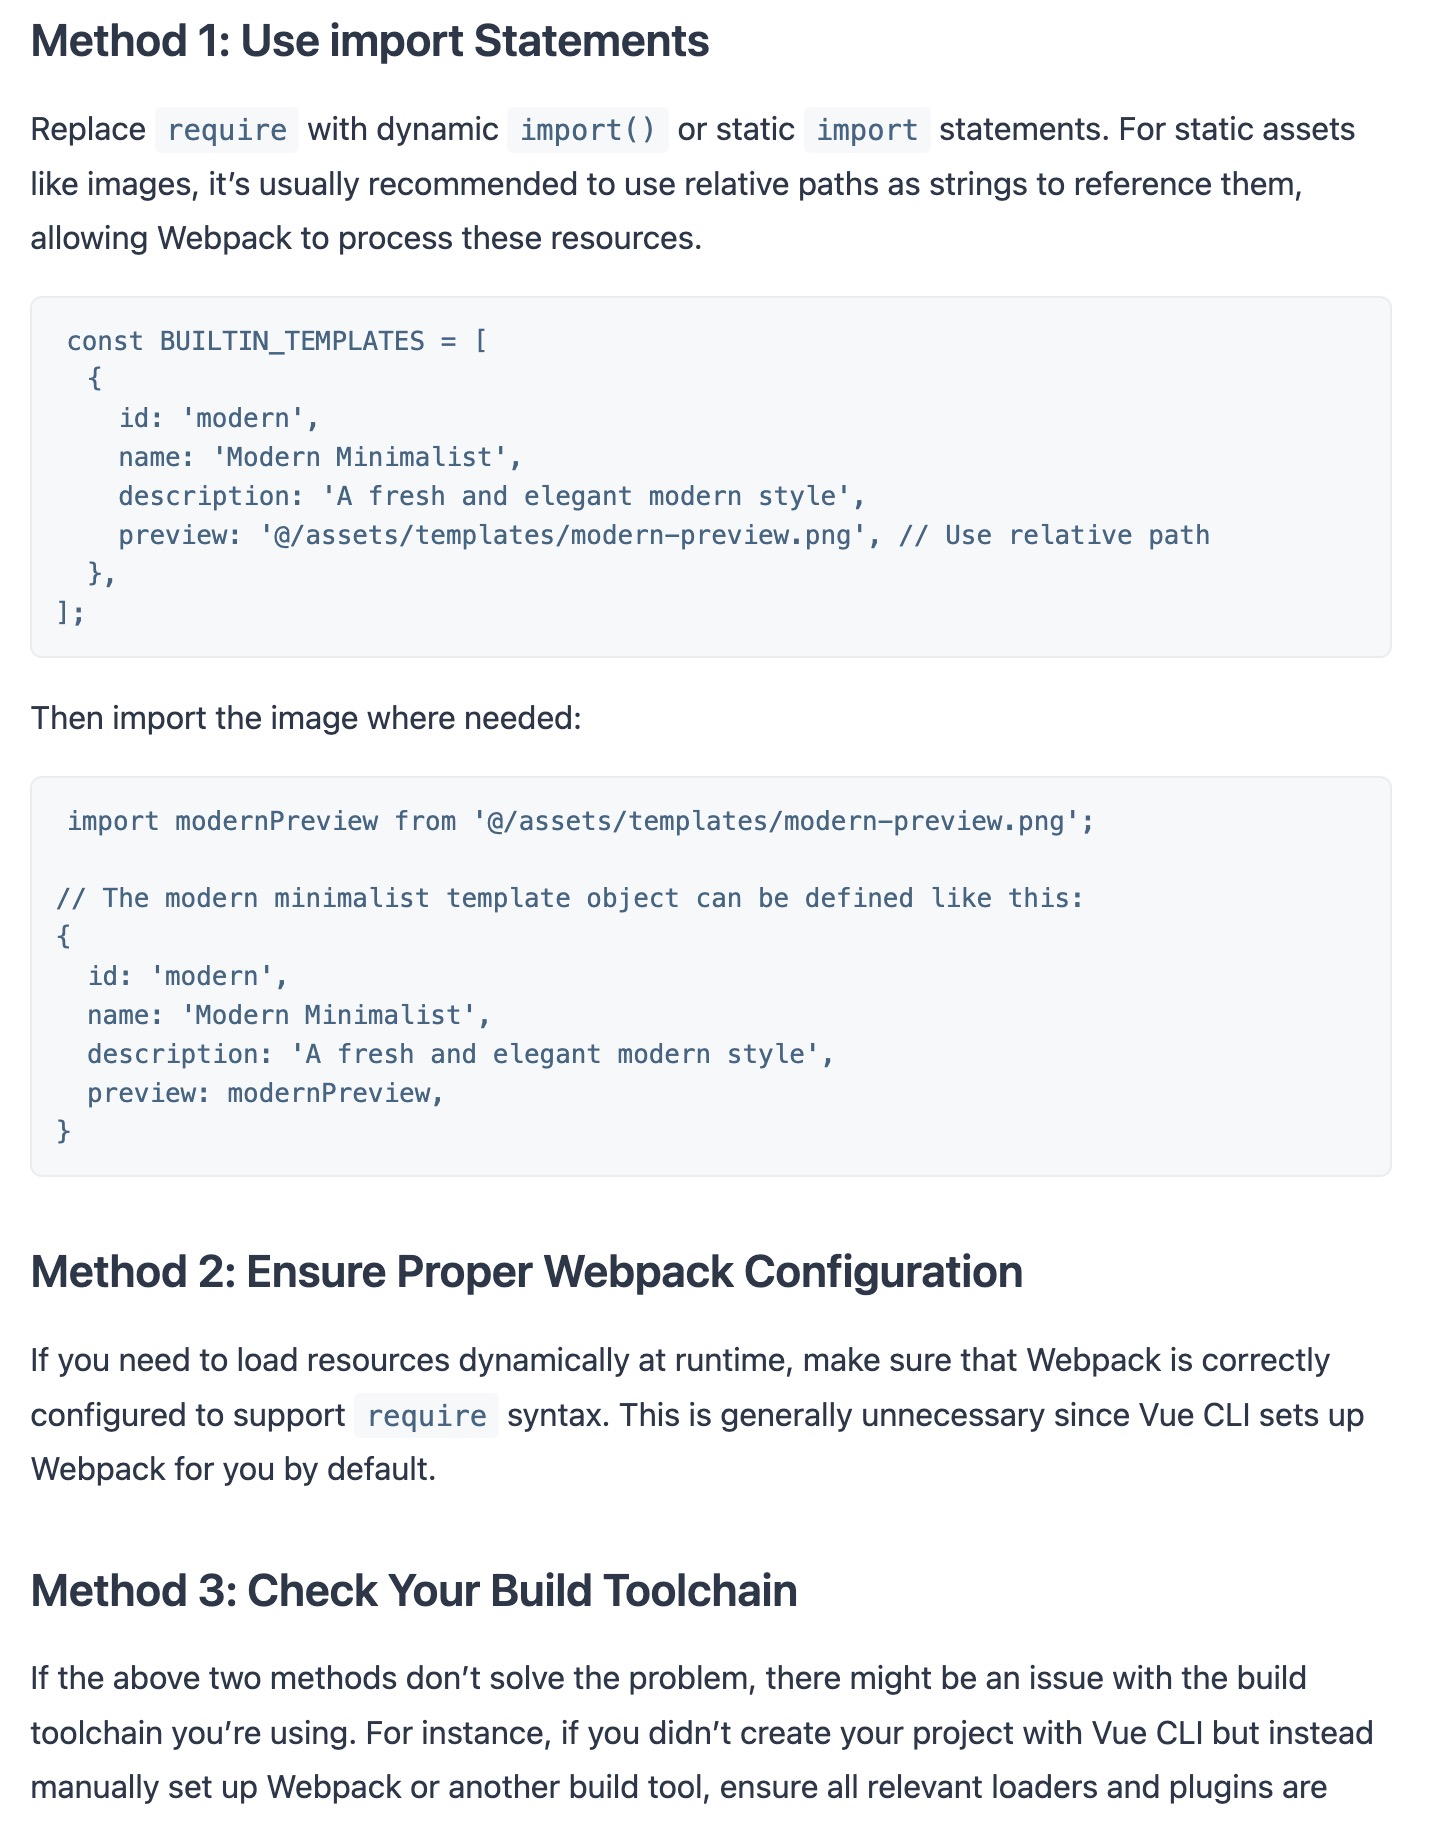 Method 1: Use import Statements
Replace require with dynamic import() or static import statements. For static assets
like images, it’s usually recommended to use relative paths as strings to reference them,
allowing Webpack to process these resources.
const BUILTIN_TEMPLATES = [
{
id: 'modern',
name: 'Modern Minimalist',
description: 'A fresh and elegant modern style',
preview: '@/assets/templates/modern-preview.png', // Use relative path
},
];
Then import the image where needed:
import modernPreview from '@/assets/templates/modern-preview.png';
// The modern minimalist template object can be defined like this:
{
id: 'modern',
name: 'Modern Minimalist',
description: 'A fresh and elegant modern style',
preview: modernPreview,
}
Method 2: Ensure Proper Webpack Configuration
If you need to load resources dynamically at runtime, make sure that Webpack is correctly
configured to support require syntax. This is generally unnecessary since Vue CLI sets up
Webpack for you by default.
Method 3: Check Your Build Toolchain
If the above two methods don’t solve the problem, there might be an issue with the build
toolchain you’re using. For instance, if you didn’t create your project with Vue CLI but instead
manually set up Webpack or another build tool, ensure all relevant loaders and plugins are